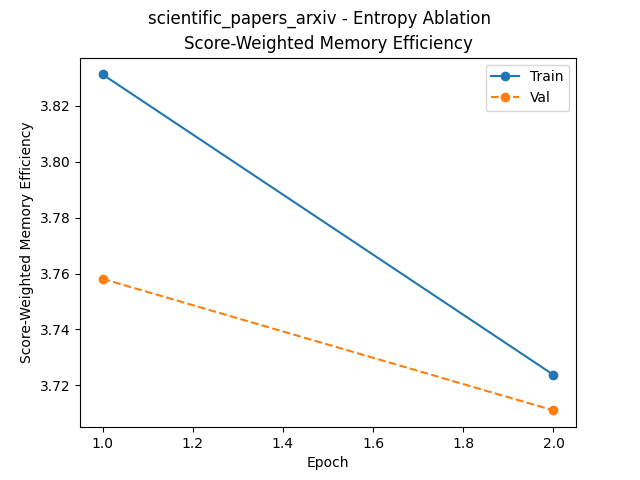 scientific_papers_arxiv - Entropy Ablation
Score-Weighted Memory Efficiency
Train
Val
Score-Weighted Memory Efficiency
3.82
3.80
3.78
3.76
3.74
3.72
1.0 1.2 1.4 1.6 1.8 2.0
Epoch